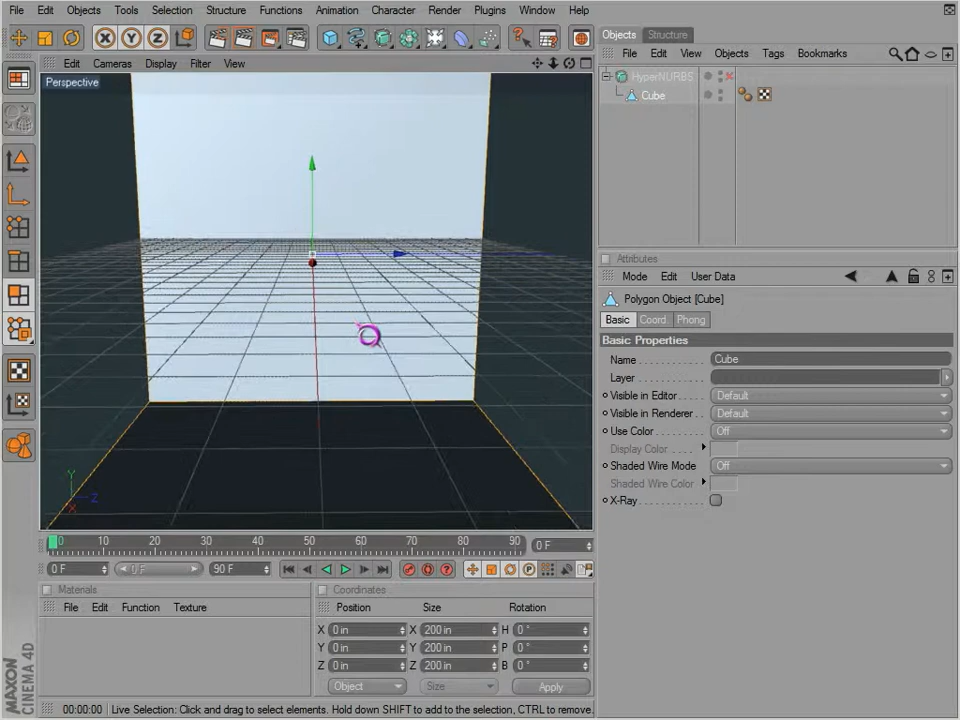 File Edit Objects Tools Selection Structure Functions Animation Character Render Plugins Window Help
X Y Z
Objects Structure
Edit Cameras Display Filter View
File Edit View Objects Tags Bookmarks
Perspective
HyperNURBS
Cube
Attributes
Mode Edit User Data
Polygon Object [Cube]
Basic Coord. Phong
Basic Properties
Name Cube
Layer
Visible in Editor Default
Visible in Renderer Default
Use Color Off
Display Color
Shaded Wire Mode Off
Shaded Wire Color
X-Ray
Y
Z
X
0 10 20 30 40 50 60 70 80 90 0 F
0 F 0 F 90 F
Materials
File Edit Function Texture
Coordinates
Position Size Rotation
X 0 in X 200 in H 0 °
Y 0 in Y 200 in P 0 °
Z 0 in Z 200 in B 0 °
Object Size Apply
MAXON
CINEMA 4D
00:00:00 Live Selection: Click and drag to select elements. Hold down SHIFT to add to the selection, CTRL to remove.